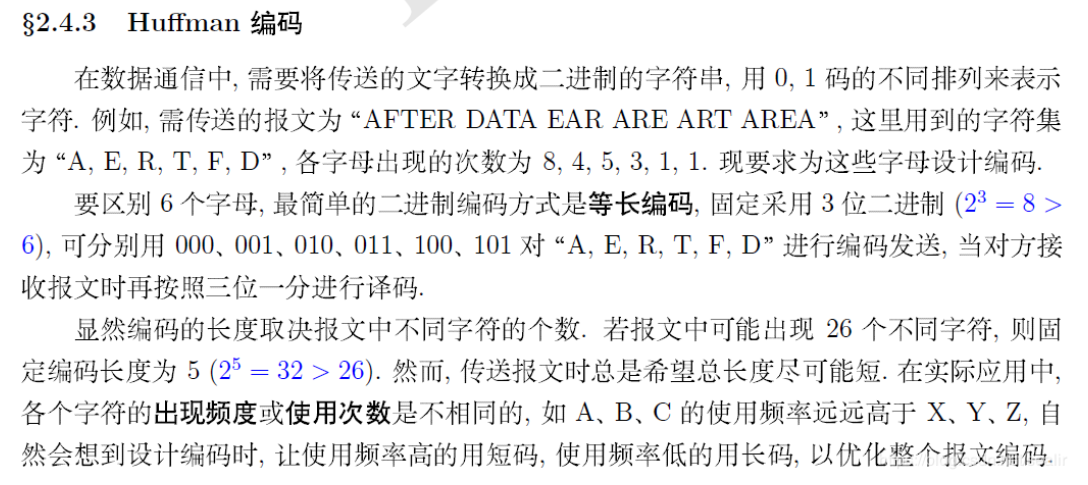 §2.4.3 Huffman 编码
在数据通信中, 需要将传送的文字转换成二进制的字符串, 用 0, 1 码的不同排列来表示
字符. 例如, 需传送的报文为 “AFTER DATA EAR ARE ART AREA” , 这里用到的字符集
为 “A, E, R, T, F, D” , 各字母出现的次数为 8, 4, 5, 3, 1, 1. 现要求为这些字母设计编码.
要区别 6 个字母, 最简单的二进制编码方式是等长编码, 固定采用 3 位二进制 (2³ = 8 >
6), 可分别用 000、001、010、011、100、101 对 “A, E, R, T, F, D” 进行编码发送, 当对方接
收报文时再按照三位一分进行译码.
显然编码的长度取决报文中不同字符的个数. 若报文中可能出现 26 个不同字符, 则固
定编码长度为 5 (2⁵ = 32 > 26). 然而, 传送报文时总是希望总长度尽可能短. 在实际应用中,
各个字符的出现频度或使用次数是不相同的, 如 A、B、C 的使用频率远远高于 X、Y、Z, 自
然会想到设计编码时, 让使用频率高的用短码, 使用频率低的用长码, 以优化整个报文编码.